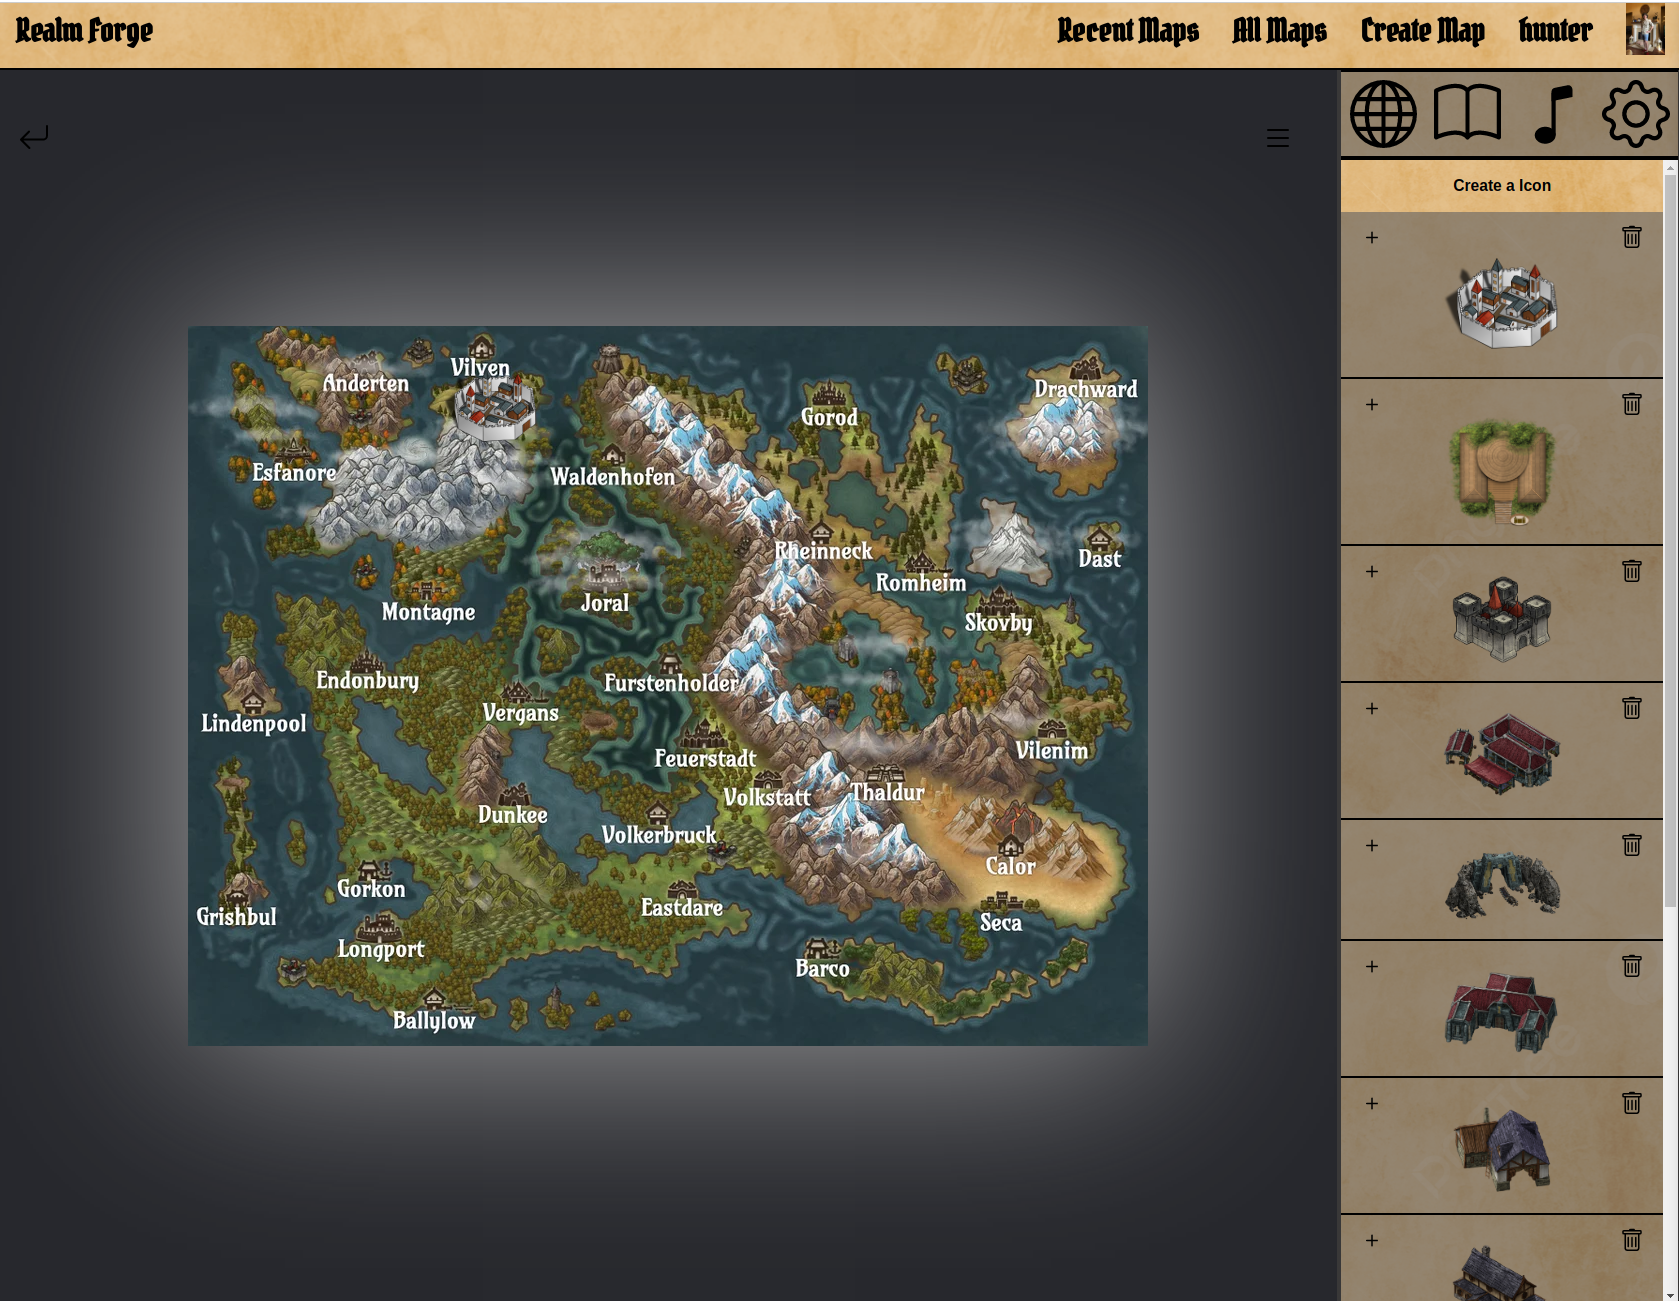 Realm Forge
Recent Maps
All Maps
Create Map
hunter
Create a Icon
Vilven
Anderten
Drachward
Gorod
Esfanore
Waldenhofen
Rheinneck
Dast
Romheim
Joral
Montagne
Skovby
Endonbury
Furstenholder
Vergans
Lindenpool
Vilenim
Feuerstadt
Thaldur
Volkstatt
Dunkee
Volkerbruck
Calor
Gorkon
Eastdare
Grishbul
Seca
Longport
Barco
Ballylow